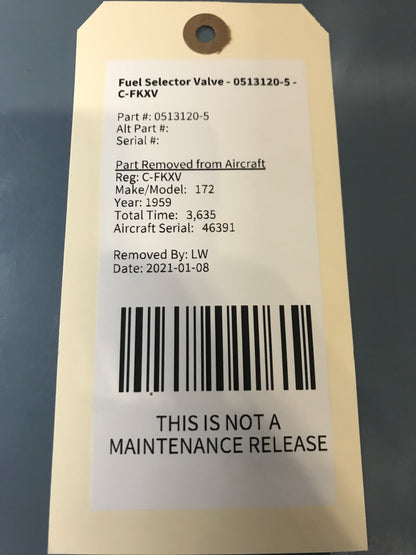 Fuel Selector Valve - 0513120-5 -
C-FKXV
Part #: 0513120-5
Alt Part #:
Serial #:
Part Removed from Aircraft
Reg: C-FKXV
Make/Model: 172
Year: 1959
Total Time: 3,635
Aircraft Serial: 46391
Removed By: LW
Date: 2021-01-08
THIS IS NOT A
MAINTENANCE RELEASE